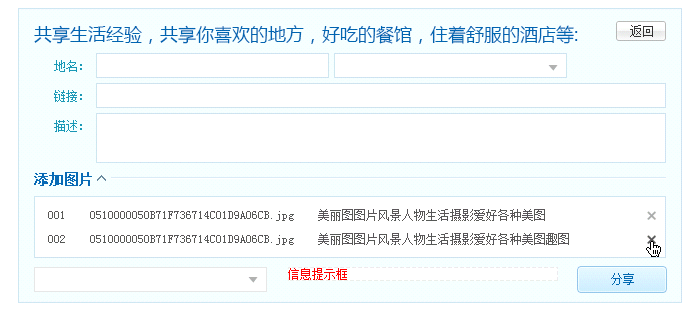 共享生活经验，共享你喜欢的地方，好吃的餐馆，住着舒服的酒店等: 返回
地名:
链接:
描述:
添加图片
001 0510000050B71F736714C01D9A06CB.jpg 美丽图图片风景人物生活摄影爱好各种美图
002 0510000050B71F736714C01D9A06CB.jpg 美丽图图片风景人物生活摄影爱好各种美图趣图
信息提示框 分享